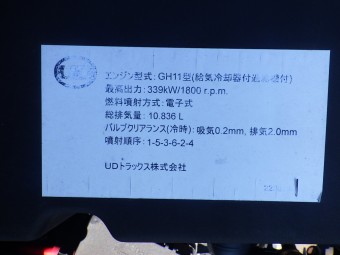 エンジン型式: GH11型(給気冷却器付過給機付)
最高出力: 339kW/1800 r.p.m.
燃料噴射方式: 電子式
総排気量: 10.836 L
バルブクリアランス(冷時): 吸気0.2mm, 排気2.0mm
噴射順序: 1-5-3-6-2-4
UDトラックス株式会社